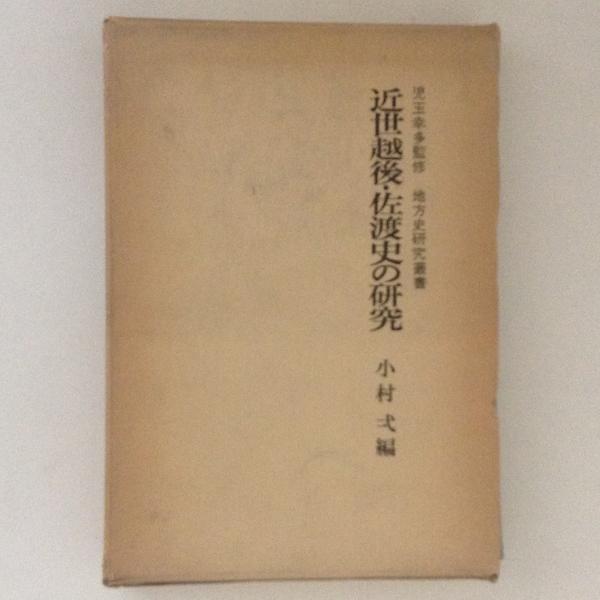 児玉幸多監修 地方史研究叢書
近世越後・佐渡史の研究
小村弌編